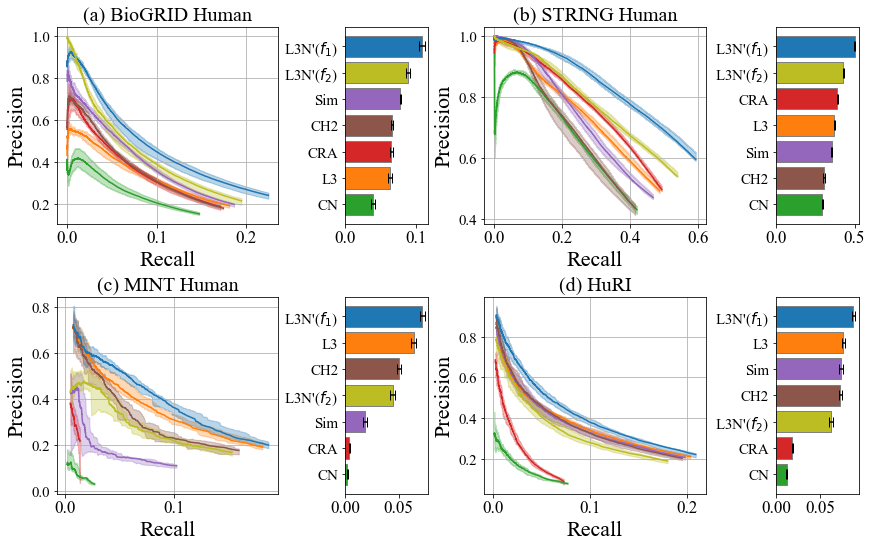 (a) BioGRID Human
Precision
1.0
0.8
0.6
0.4
0.2
0.0
0.1
0.2
Recall
L3N'(f₁)
L3N'(f₂)
Sim
CH2
CRA
L3
CN
0.0
0.1
(b) STRING Human
Precision
1.0
0.8
0.6
0.4
0.0
0.2
0.4
0.6
Recall
L3N'(f₁)
L3N'(f₂)
CRA
L3
Sim
CH2
CN
0.0
0.5
(c) MINT Human
Precision
0.8
0.6
0.4
0.2
0.0
0.0
0.1
Recall
L3N'(f₁)
L3
CH2
L3N'(f₂)
Sim
CRA
CN
0.00
0.05
(d) HuRI
Precision
0.8
0.6
0.4
0.2
0.0
0.1
0.2
Recall
L3N'(f₁)
L3
Sim
CH2
L3N'(f₂)
CRA
CN
0.00
0.05